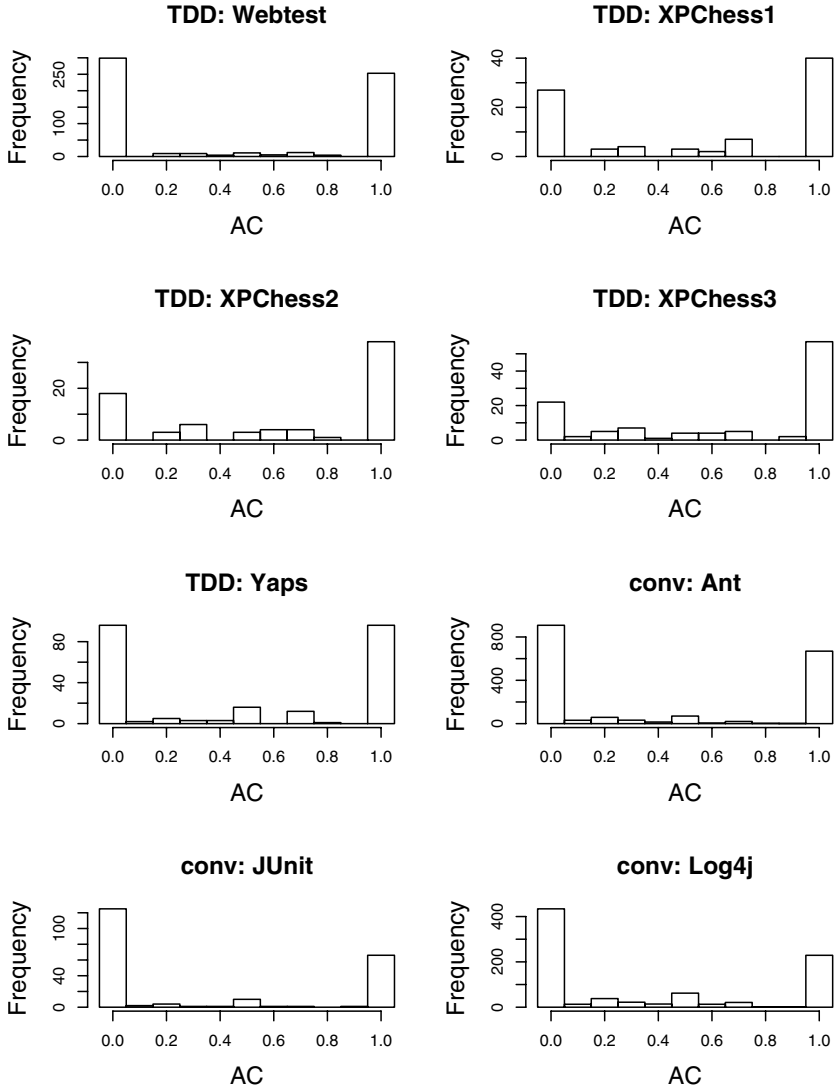 TDD: Webtest
Frequency
0
100
250
0.0 0.2 0.4 0.6 0.8 1.0
AC
TDD: XPChess1
Frequency
0
20
40
0.0 0.2 0.4 0.6 0.8 1.0
AC
TDD: XPChess2
Frequency
0
20
0.0 0.2 0.4 0.6 0.8 1.0
AC
TDD: XPChess3
Frequency
0
20
40
0.0 0.2 0.4 0.6 0.8 1.0
AC
TDD: Yaps
Frequency
0
40
80
0.0 0.2 0.4 0.6 0.8 1.0
AC
conv: Ant
Frequency
0
400
800
0.0 0.2 0.4 0.6 0.8 1.0
AC
conv: JUnit
Frequency
0
40
100
0.0 0.2 0.4 0.6 0.8 1.0
AC
conv: Log4j
Frequency
0
200
400
0.0 0.2 0.4 0.6 0.8 1.0
AC